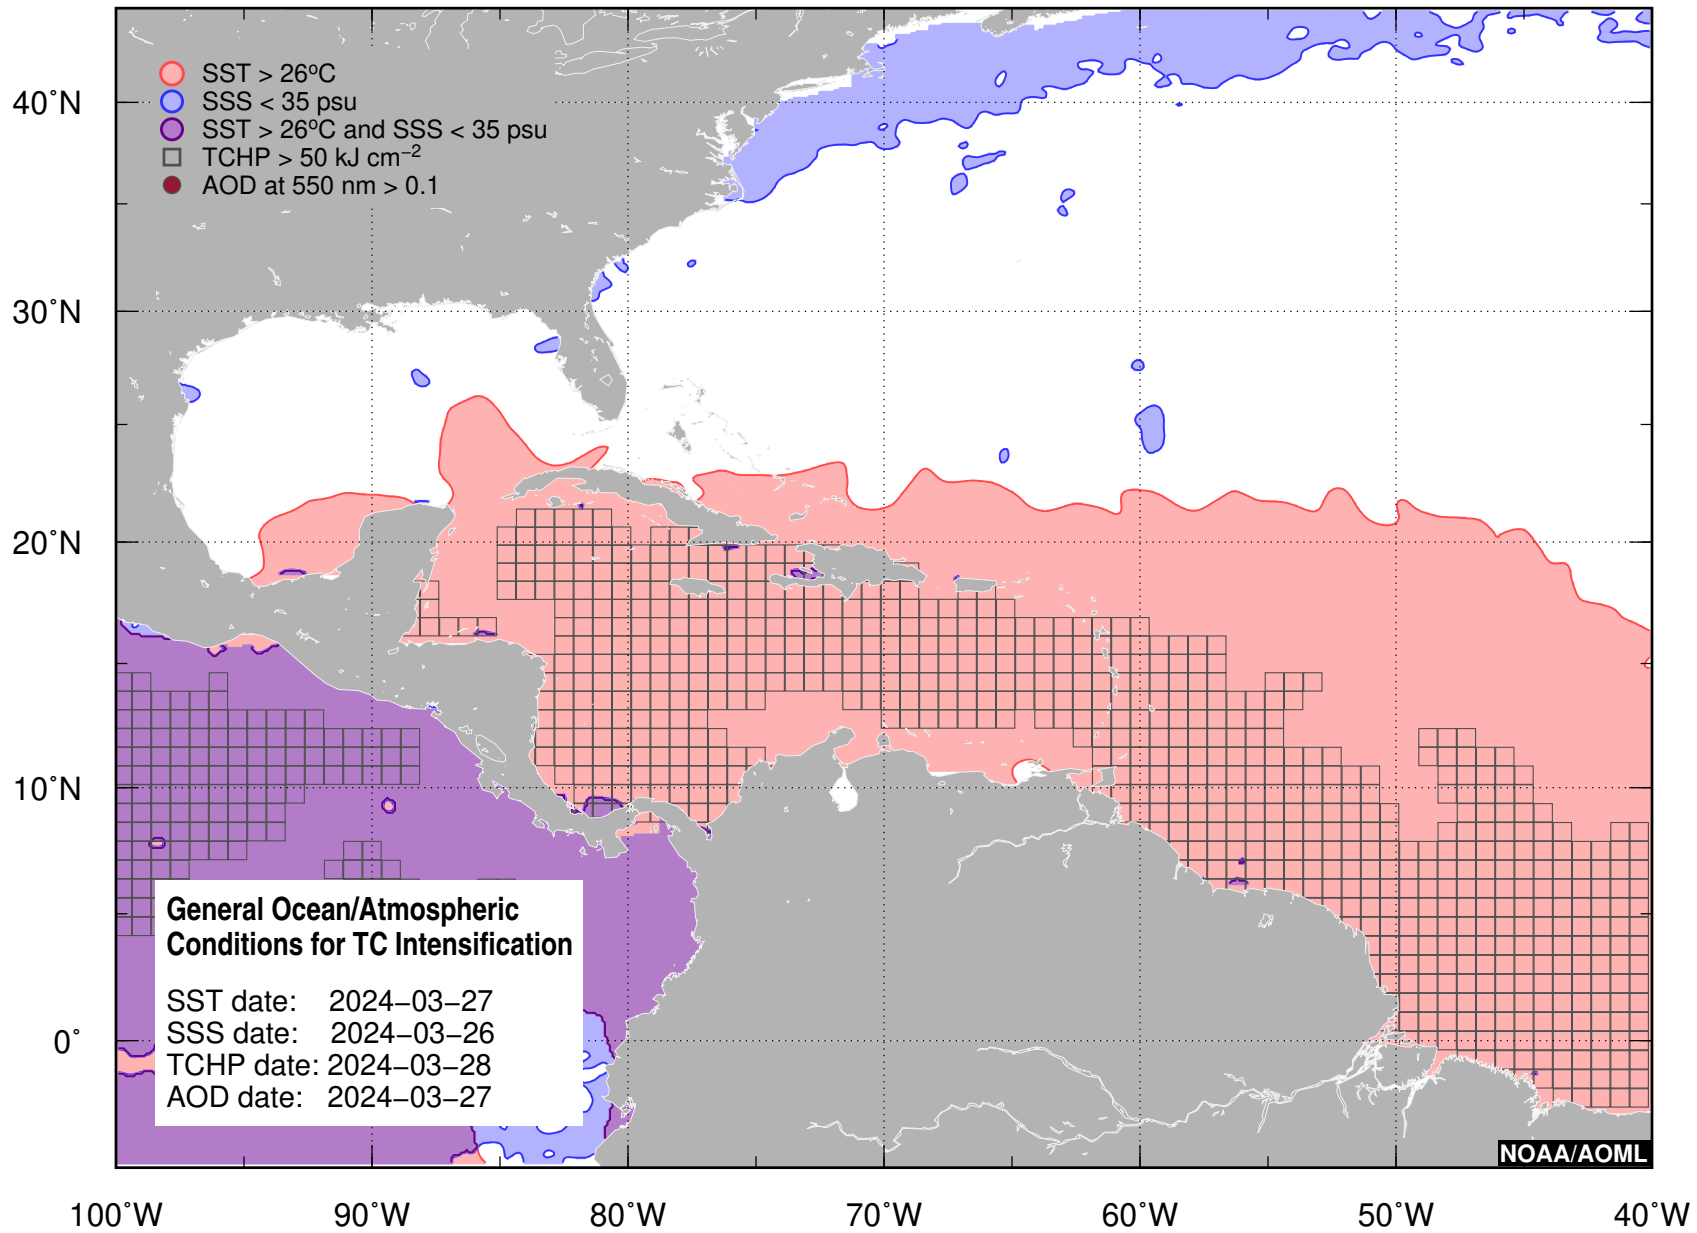 SST > 26ºC
SSS < 35 psu
SST > 26ºC and SSS < 35 psu
TCHP > 50 kJ cm⁻²
AOD at 550 nm > 0.1
40˚N
30˚N
20˚N
10˚N
0˚
General Ocean/Atmospheric
Conditions for TC Intensification
SST date: 2024−03−27
SSS date: 2024−03−26
TCHP date: 2024−03−28
AOD date: 2024−03−27
NOAA/AOML
100˚W 90˚W 80˚W 70˚W 60˚W 50˚W 40˚W